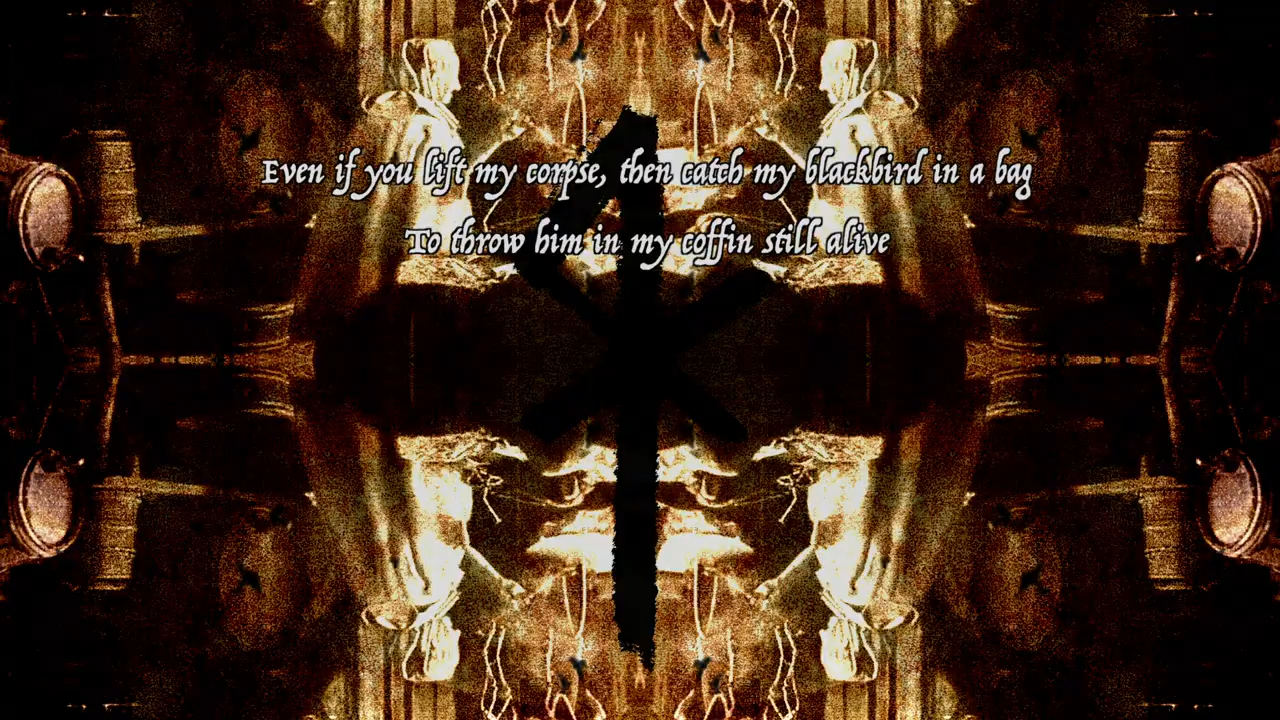 Even if you lift my corpse, then catch my blackbird in a bag
To throw him in my coffin still alive